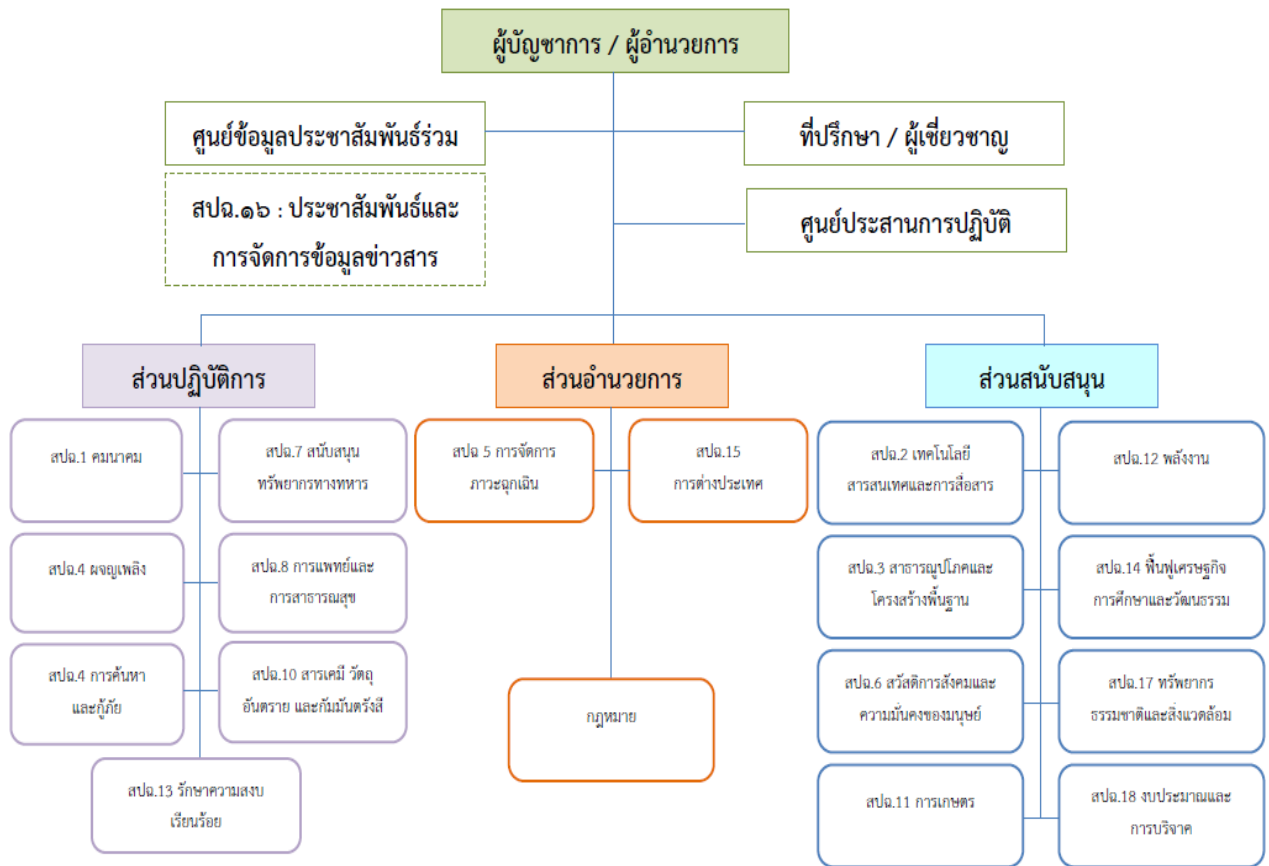 ผู้บัญชาการ / ผู้อำนวยการ
ศูนย์ข้อมูลประชาสัมพันธ์ร่วม
ที่ปรึกษา / ผู้เชี่ยวชาญ
สปฉ.๑๖ : ประชาสัมพันธ์และ
การจัดการข้อมูลข่าวสาร
ศูนย์ประสานการปฏิบัติ
ส่วนปฏิบัติการ
สปฉ.1 คมนาคม
สปฉ.7 สนับสนุน
ทรัพยากรทางทหาร
สปฉ.4 ผจญเพลิง
สปฉ.8 การแพทย์และ
การสาธารณสุข
สปฉ.4 การค้นหา
และกู้ภัย
สปฉ.10 สารเคมี วัตถุ
อันตราย และกัมมันตรังสี
สปฉ.13 รักษาความสงบ
เรียนร้อย
ส่วนอำนวยการ
สปฉ 5 การจัดการ
ภาวะฉุกเฉิน
สปฉ.15
การต่างประเทศ
กฎหมาย
ส่วนสนับสนุน
สปฉ.2 เทคโนโลยี
สารสนเทศและการสื่อสาร
สปฉ.12 พลังงาน
สปฉ.3 สาธารณูปโภคและ
โครงสร้างพื้นฐาน
สปฉ.14 ฟื้นฟูเศรษฐกิจ
การศึกษาและวัฒนธรรม
สปฉ.6 สวัสดิการสังคมและ
ความมั่นคงของมนุษย์
สปฉ.17 ทรัพยากร
ธรรมชาติและสิ่งแวดล้อม
สปฉ.11 การเกษตร
สปฉ.18 งบประมาณและ
การบริจาค